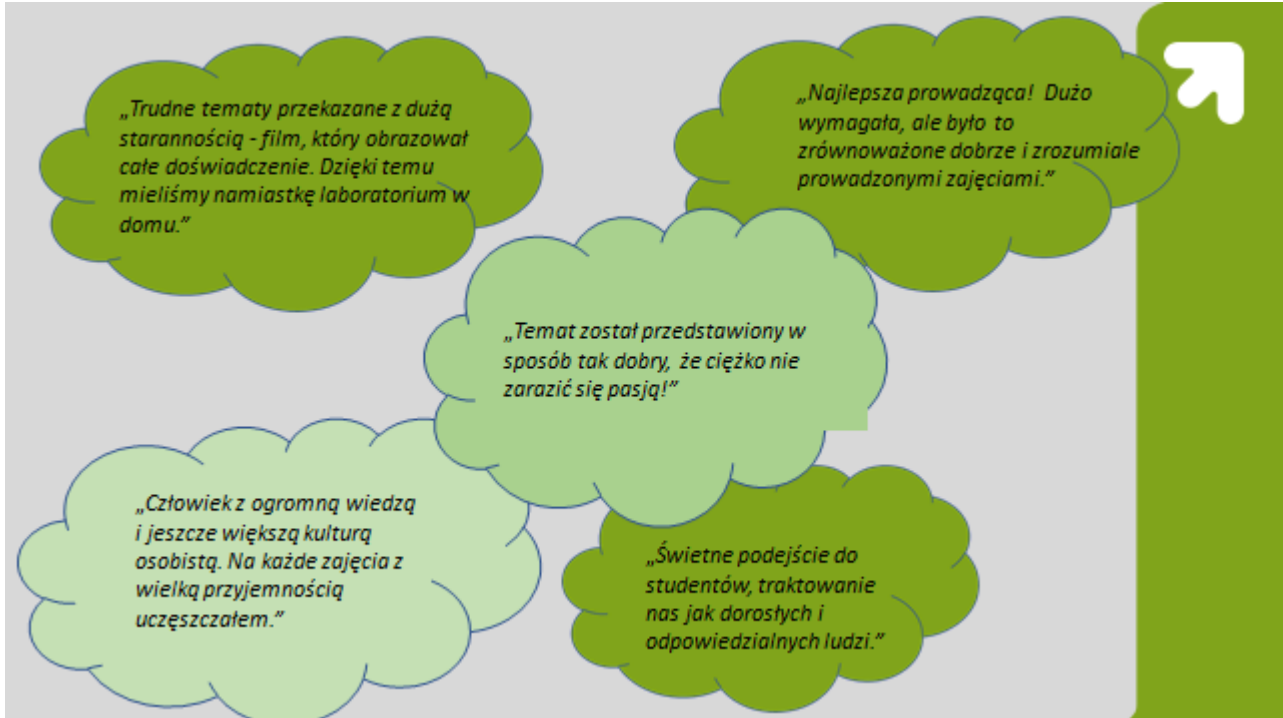 „Trudne tematy przekazane z dużą
starannością - film, który obrazował
całe doświadczenie. Dzięki temu
mieliśmy namiastkę laboratorium w
domu.”
„Najlepsza prowadząca! Dużo
wymagała, ale było to
zrównoważone dobrze i zrozumiale
prowadzonymi zajęciami.”
„Temat został przedstawiony w
sposób tak dobry, że ciężko nie
zarazić się pasją!”
„Człowiek z ogromną wiedzą
i jeszcze większą kulturą
osobistą. Na każde zajęcia z
wielką przyjemnością
uczęszczałem.”
„Świetne podejście do
studentów, traktowanie
nas jak dorosłych i
odpowiedzialnych ludzi.”